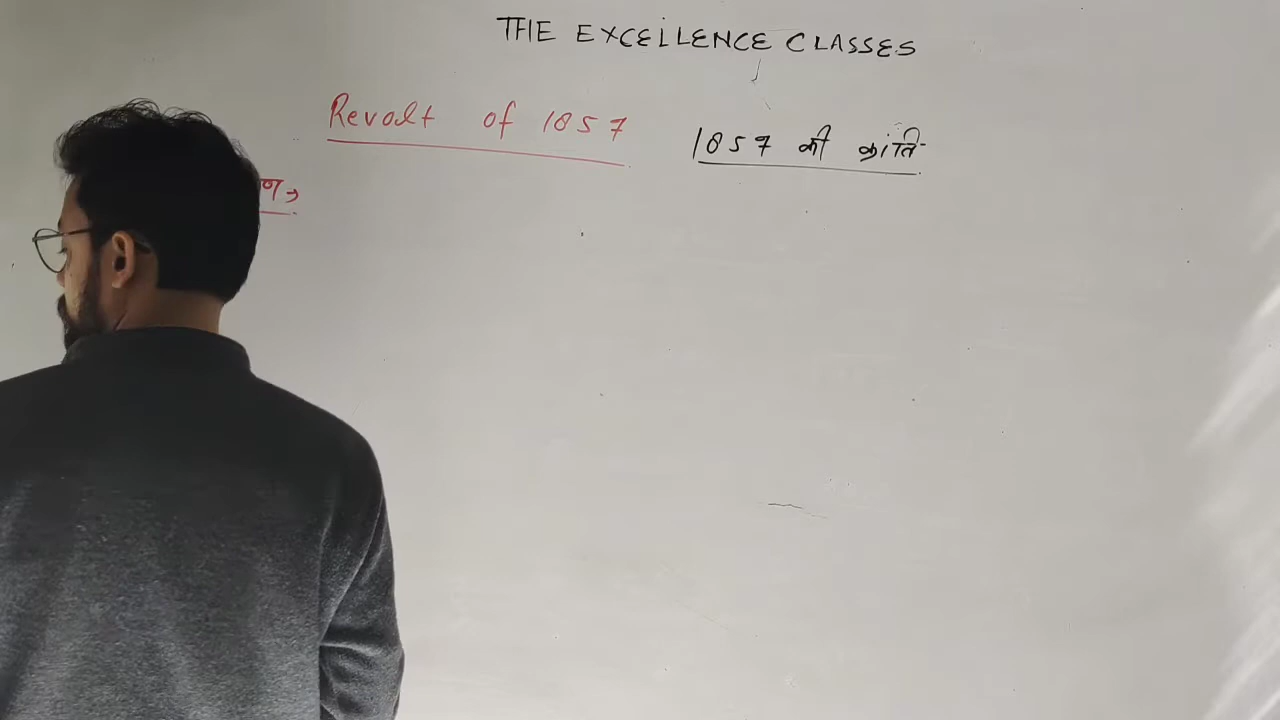 THE EXCELLENCE CLASSES
Revolt of 1857
1857 की क्रांति